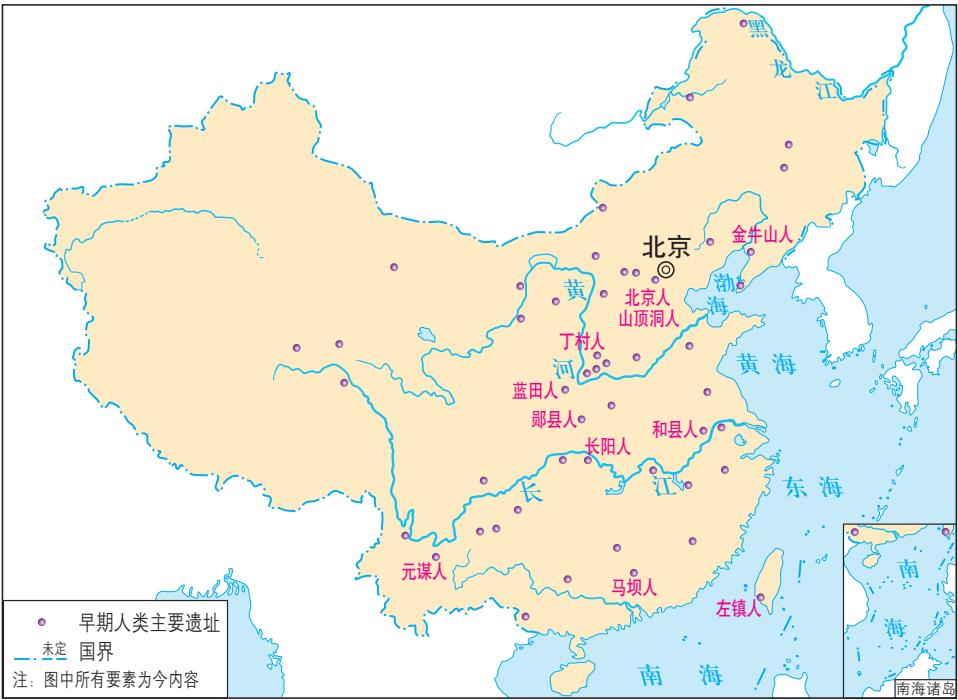 黑
龙
江
北京
金牛山人
渤
海
黄
北京人
山顶洞人
丁村人
河
黄海
蓝田人
郧县人
和县人
长阳人
长
江
东海
元谋人
马坝人
左镇人
南
海
南海
南海诸岛
早期人类主要遗址
未定
国界
注：图中所有要素为今内容